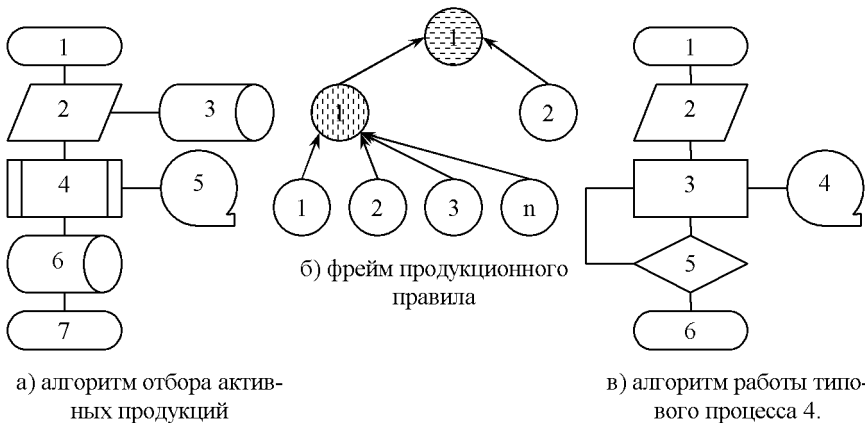 1
2
3
4
5
6
7
а) алгоритм отбора актив-
ных продукций
1
1
2
1
2
3
n
б) фрейм продукционного
правила
1
2
3
4
5
6
в) алгоритм работы типо-
вого процесса 4.